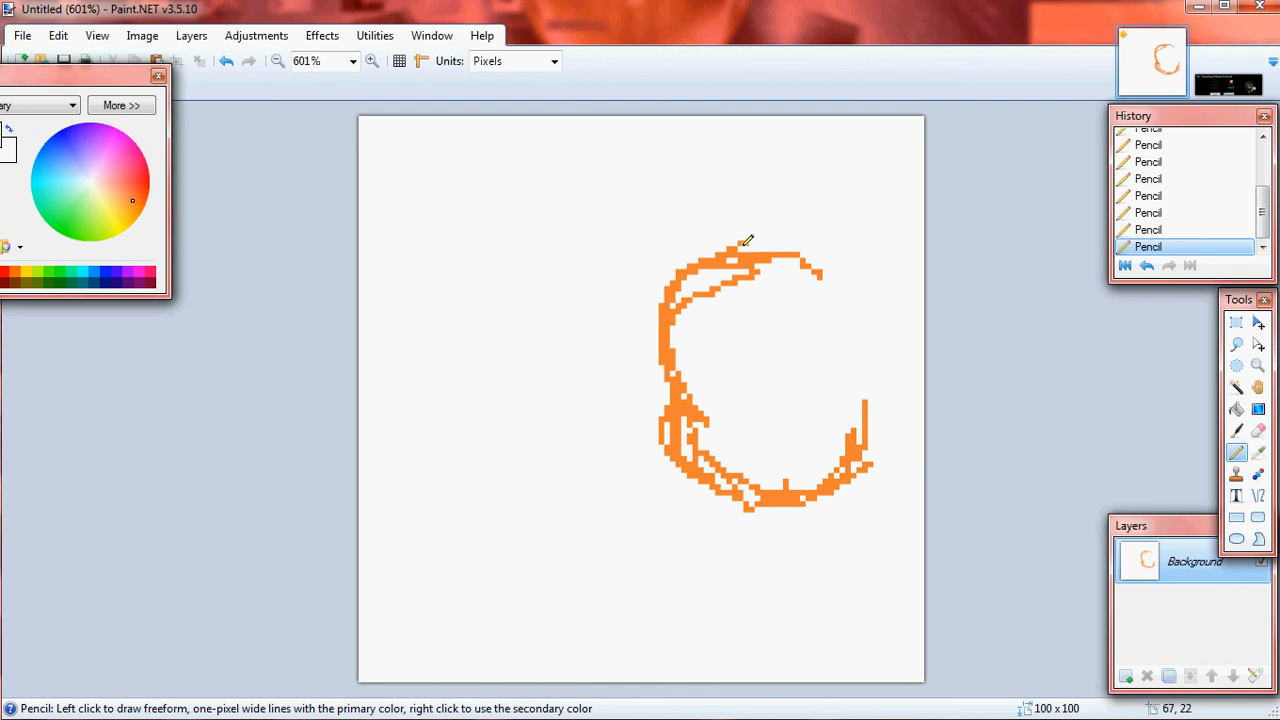 Untitled (601%) - Paint.NET v3.5.10
File Edit View Image Layers Adjustments Effects Utilities Window Help
601% Units: Pixels
ary More >>
History
Pencil
Pencil
Pencil
Pencil
Pencil
Pencil
Pencil
Pencil
Tools
Layers
Background
Pencil: Left click to draw freeform, one-pixel wide lines with the primary color, right click to use the secondary color 100 x 100 67, 22